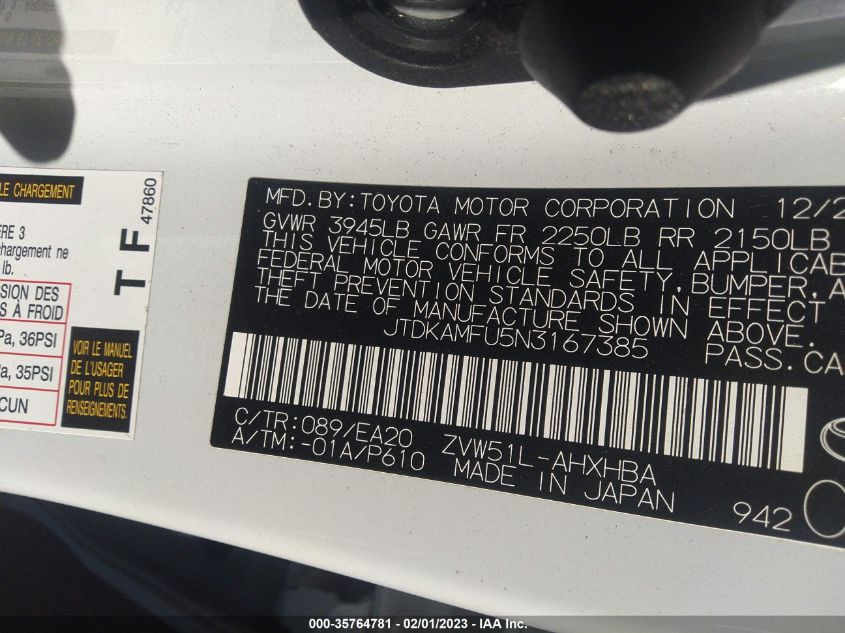 LE CHARGEMENT
3
chargement ne
lb.
SION DES
S À FROID
a, 36PSI
a, 35PSI
CUN
47860
T F
VOIR LE MANUEL
DE L'USAGER
POUR PLUS DE
RENSEIGNEMENTS
MFD.BY:TOYOTA MOTOR CORPORATION 12/2
GVWR 3945LB GAWR FR 2250LB RR 2150LB
THIS VEHICLE CONFORMS TO ALL APPLICAB
FEDERAL MOTOR VEHICLE SAFETY,BUMPER,A
THEFT PREVENTION STANDARDS IN EFFECT
THE DATE OF MANUFACTURE SHOWN ABOVE.
JTDKAMFU5N3167385 PASS.CA
C/TR:089/EA20 ZVW51L-AHXHBA
A/TM:-01A/P610 MADE IN JAPAN
942
000-35764781 - 02/01/2023 - IAA Inc.